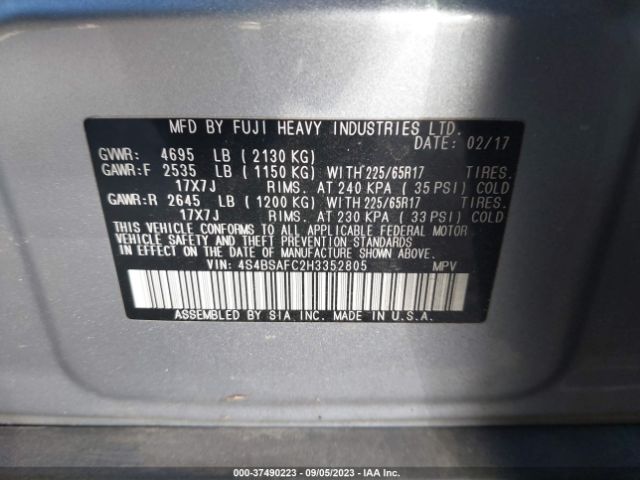 MFD BY FUJI HEAVY INDUSTRIES LTD.
DATE: 02/17
GVWR: 4695 LB (2130 KG)
GAWR:F 2535 LB (1150 KG) WITH 225/65R17 TIRES.
17X7J RIMS. AT 240 KPA (35 PSI) COLD
GAWR:R 2645 LB (1200 KG) WITH 225/65R17 TIRES.
17X7J RIMS. AT 230 KPA (33 PSI) COLD
THIS VEHICLE CONFORMS TO ALL APPLICABLE FEDERAL MOTOR
VEHICLE SAFETY AND THEFT PREVENTION STANDARDS
IN EFFECT ON THE DATE OF MANUFACTURE SHOWN ABOVE.
VIN: 4S4BSAFC2H3352805 MPV
ASSEMBLED BY SIA, INC. MADE IN U.S.A.
000-37490223 - 09/05/2023 - IAA Inc.